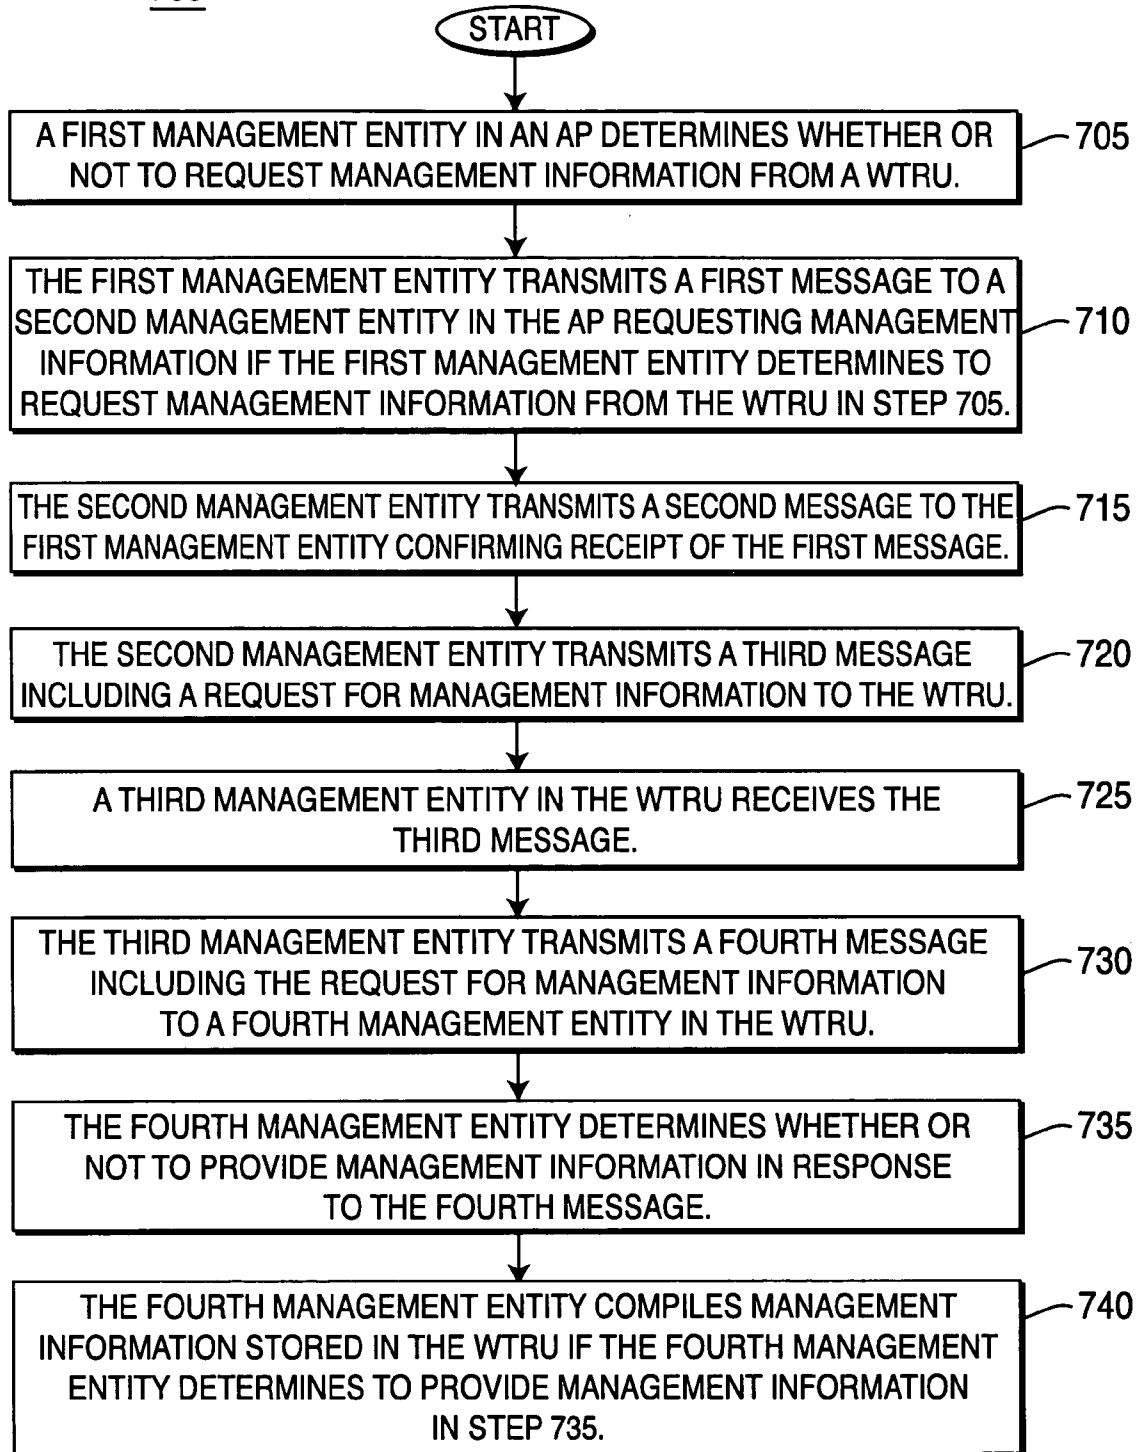 START
A FIRST MANAGEMENT ENTITY IN AN AP DETERMINES WHETHER OR
NOT TO REQUEST MANAGEMENT INFORMATION FROM A WTRU.
705
THE FIRST MANAGEMENT ENTITY TRANSMITS A FIRST MESSAGE TO A
SECOND MANAGEMENT ENTITY IN THE AP REQUESTING MANAGEMENT
INFORMATION IF THE FIRST MANAGEMENT ENTITY DETERMINES TO
REQUEST MANAGEMENT INFORMATION FROM THE WTRU IN STEP 705.
710
THE SECOND MANAGEMENT ENTITY TRANSMITS A SECOND MESSAGE TO THE
FIRST MANAGEMENT ENTITY CONFIRMING RECEIPT OF THE FIRST MESSAGE.
715
THE SECOND MANAGEMENT ENTITY TRANSMITS A THIRD MESSAGE
INCLUDING A REQUEST FOR MANAGEMENT INFORMATION TO THE WTRU.
720
A THIRD MANAGEMENT ENTITY IN THE WTRU RECEIVES THE
THIRD MESSAGE.
725
THE THIRD MANAGEMENT ENTITY TRANSMITS A FOURTH MESSAGE
INCLUDING THE REQUEST FOR MANAGEMENT INFORMATION
TO A FOURTH MANAGEMENT ENTITY IN THE WTRU.
730
THE FOURTH MANAGEMENT ENTITY DETERMINES WHETHER OR
NOT TO PROVIDE MANAGEMENT INFORMATION IN RESPONSE
TO THE FOURTH MESSAGE.
735
THE FOURTH MANAGEMENT ENTITY COMPILES MANAGEMENT
INFORMATION STORED IN THE WTRU IF THE FOURTH MANAGEMENT
ENTITY DETERMINES TO PROVIDE MANAGEMENT INFORMATION
IN STEP 735.
740